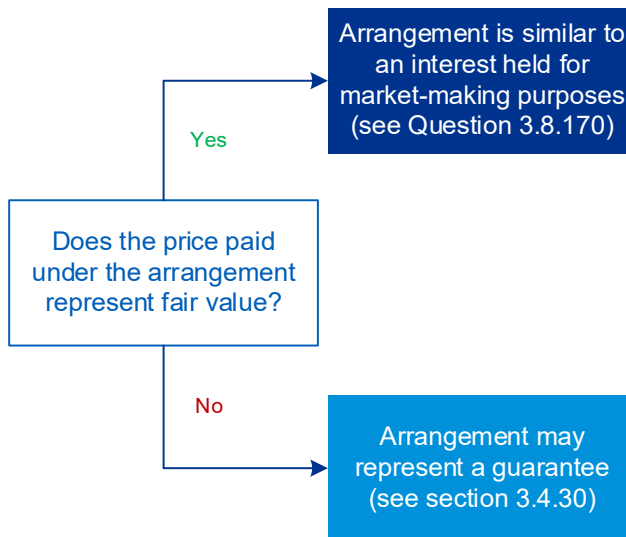 Arrangement is similar to
an interest held for
market-making purposes
(see Question 3.8.170)
Yes
Does the price paid
under the arrangement
represent fair value?
No
Arrangement may
represent a guarantee
(see section 3.4.30)